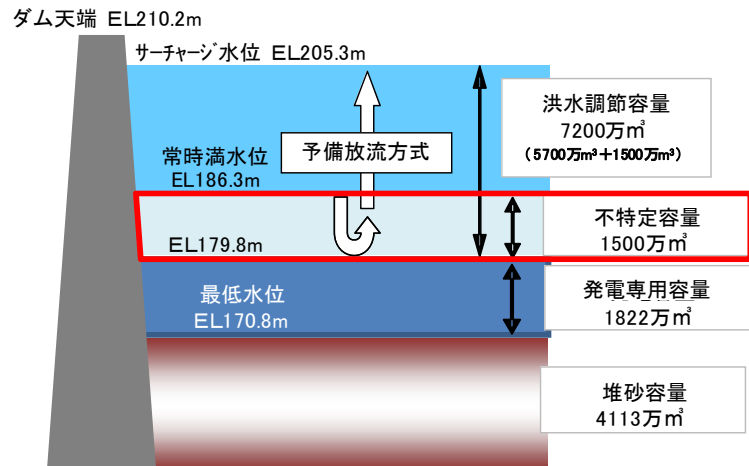 ダム天端 EL210.2m
サーチャージ水位 EL205.3m
洪水調節容量
7200万㎥
（5700万㎥＋1500万㎥）
予備放流方式
常時満水位
EL186.3m
不特定容量
1500万㎥
EL179.8m
発電専用容量
1822万㎥
最低水位
EL170.8m
堆砂容量
4113万㎥